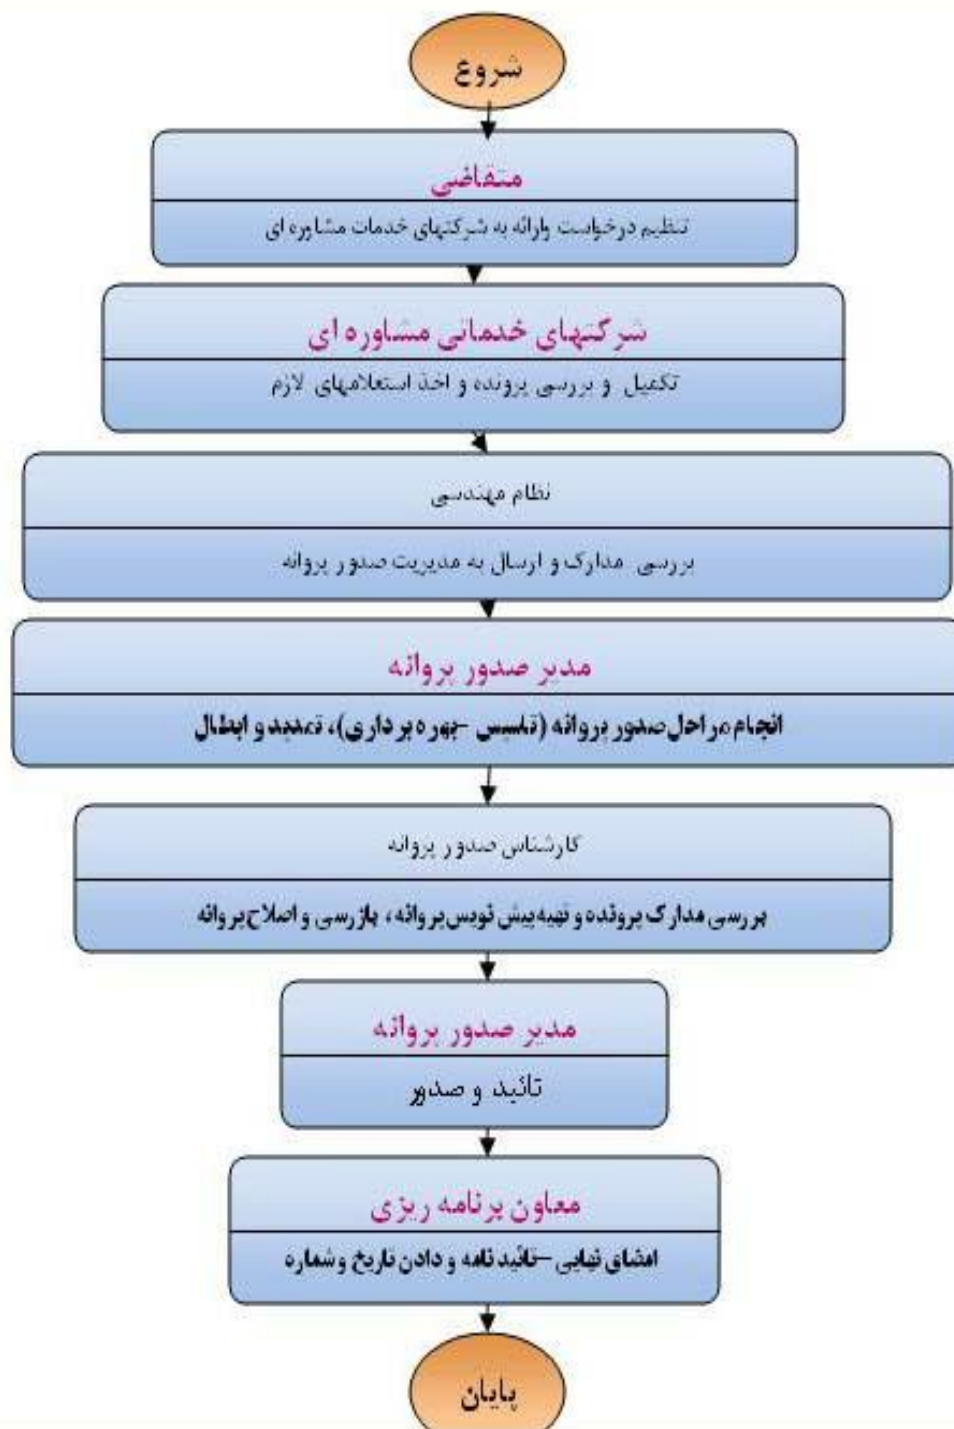 شروع
متقاضی
تنظیم درخواست وارائه به شرکتهای خدمات مشاوره ای
شرکتهای خدماتی مشاوره ای
تکمیل و بررسی پرونده و اخذ استعلامهای لازم
نظام مهندسی
بررسی مدارک و ارسال به مدیریت صدور پروانه
مدیر صدور پروانه
انجام مراحل صدور پروانه (تاسیس -بهره برداری)، تمدید و ابطال
کارشناس صدور پروانه
بررسی مدارک پرونده و تهیه پیش نویس پروانه، بازرسی و اصلاح پروانه
مدیر صدور پروانه
تائید و صدور
معاون برنامه ریزی
امضای نهایی –تائید نامه و دادن تاریخ وشماره
پایان